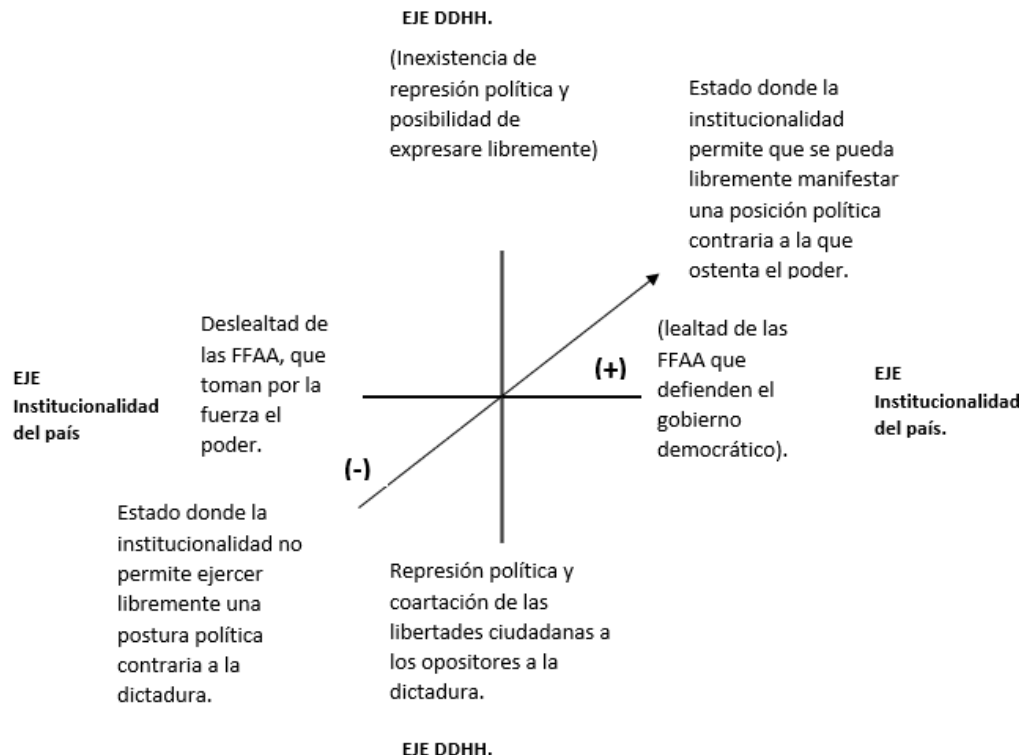 EJE DDHH.
(Inexistencia de
represión política y
posibilidad de
expresare libremente)
Estado donde la
institucionalidad
permite que se pueda
libremente manifestar
una posición política
contraria a la que
ostenta el poder.
Deslealtad de
las FFAA, que
toman por la
fuerza el
poder.
(lealtad de las
FFAA que
defienden el
gobierno
democrático).
(+)
EJE
Institucionalidad
del país
EJE
Institucionalidad
del país.
(-)
Estado donde la
institucionalidad no
permite ejercer
libremente una
postura política
contraria a la
dictadura.
Represión política y
coartación de las
libertades ciudadanas a
los opositores a la
dictadura.
EJE DDHH.